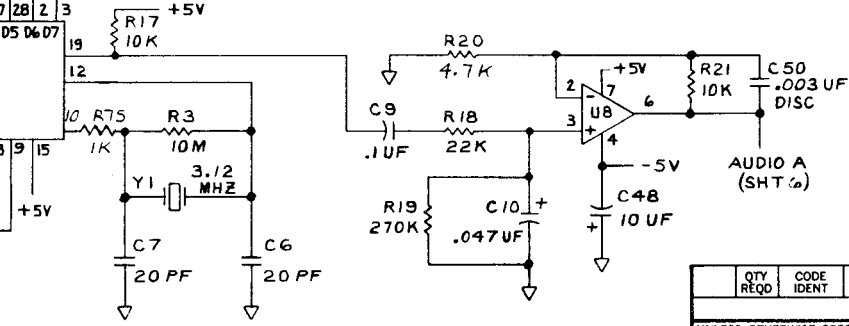 7 28 2 3
D5 D6 D7
R17
10K
+5V
19
12
10
R75
1K
R3
10M
8 9 15
+5V
Y1
3.12
MHZ
C7
20 PF
C6
20 PF
C9
.1UF
R18
22K
R20
4.7K
R19
270K
C10
+
.047UF
2
-
+5V
7
U8
6
3
+
4
-5V
C48
+
10 UF
R21
10K
C50
.003 UF
DISC
AUDIO A
(SHT 6)
QTY
REQD
CODE
IDENT